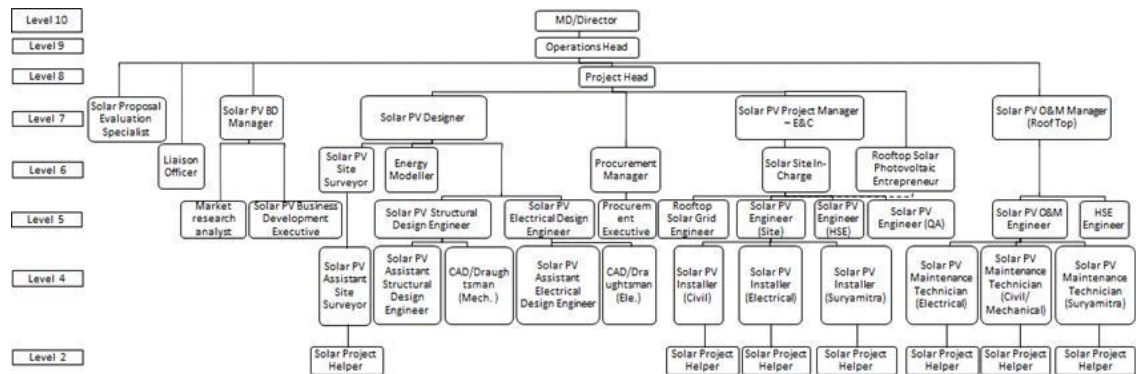 Level 10
MD/Director
Level 9
Operations Head
Level 8
Project Head
Level 7
Solar Proposal
Evaluation
Specialist
Solar PV BD
Manager
Solar PV Designer
Solar PV Project Manager
– E&C
Solar PV O&M Manager
(Roof Top)
Level 6
Liaison
Officer
Solar PV
Site
Surveyor
Energy
Modeller
Procurement
Manager
Solar Site In-
Charge
Rooftop Solar
Photovoltaic
Entrepreneur
Level 5
Market
research
analyst
Solar PV Business
Development
Executive
Solar PV Structural
Design Engineer
Solar PV
Electrical Design
Engineer
Procurem
ent
Executive
Rooftop
Solar Grid
Engineer
Solar PV
Engineer
(Site)
Solar PV
Engineer
(HSE)
Solar PV
Engineer (QA)
Solar PV O&M
Engineer
HSE
Engineer
Level 4
Solar PV
Assistant
Site
Surveyor
Solar PV
Assistant
Structural
Design
Engineer
CAD/Draugh
tsman
(Mech. )
Solar PV
Assistant
Electrical
Design Engineer
CAD/Dra
ughtsman
(Ele.)
Solar PV
Installer
(Civil)
Solar PV
Installer
(Electrical)
Solar PV
Installer
(Suryamitra)
Solar PV
Maintenance
Technician
(Electrical)
Solar PV
Maintenance
Technician
(Civil/
Mechanical)
Solar PV
Maintenance
Technician
(Suryamitra)
Level 2
Solar Project
Helper
Solar Project
Helper
Solar Project
Helper
Solar Project
Helper
Solar Project
Helper
Solar Project
Helper
Solar Project
Helper